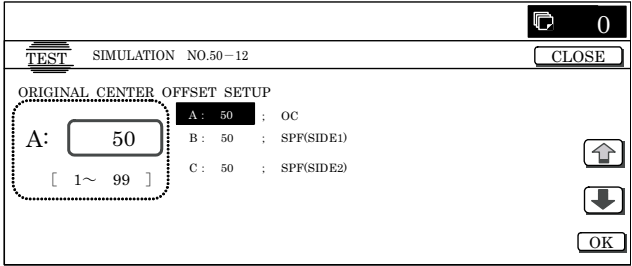 0
TEST SIMULATION NO.50－12 CLOSE
ORIGINAL CENTER OFFSET SETUP
A: 50
[ 1～ 99 ]
A : 50 ; OC
B : 50 ; SPF(SIDE1)
C : 50 ; SPF(SIDE2)
OK